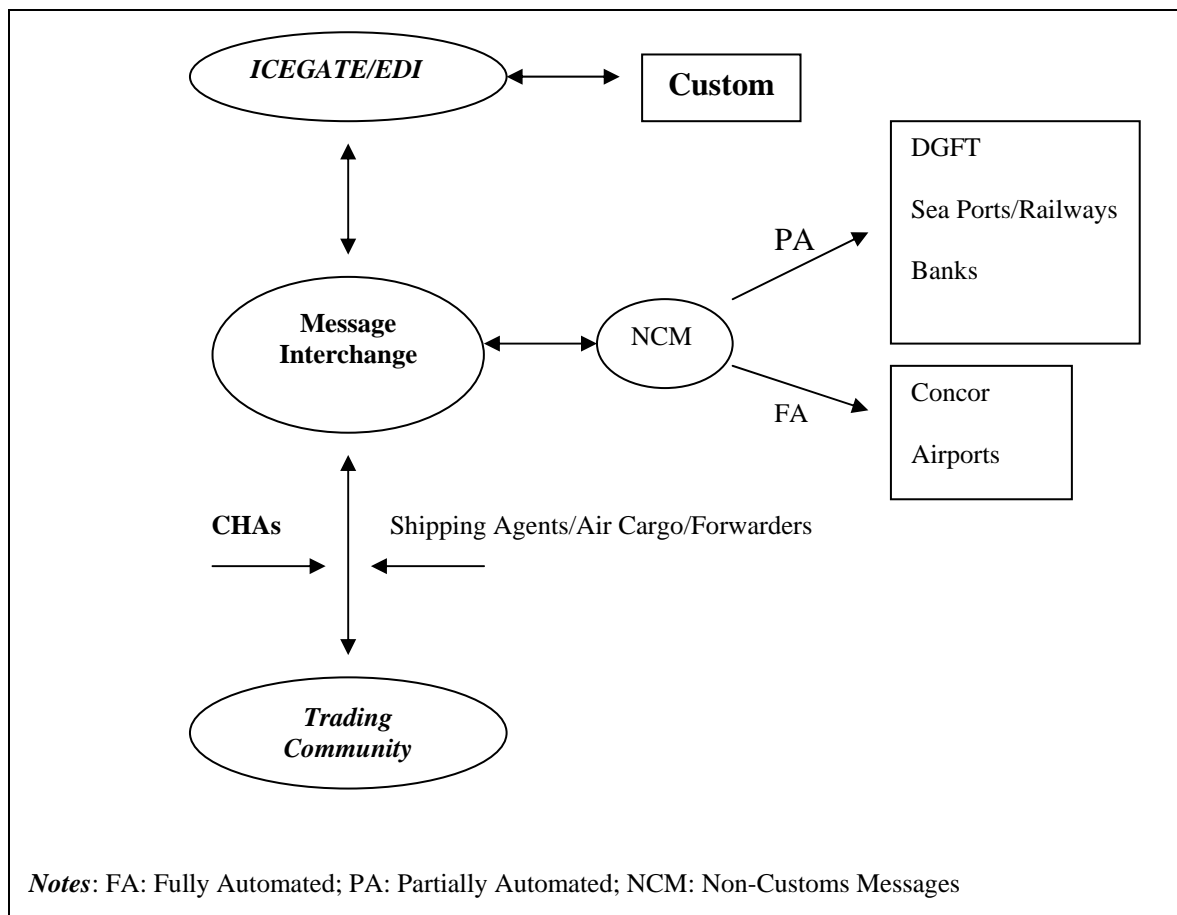 ICEGATE/EDI
Custom
DGFT
Sea Ports/Railways
PA
Banks
Message
Interchange
NCM
FA
Concor
Airports
CHAs
Shipping Agents/Air Cargo/Forwarders
Trading
Community
Notes: FA: Fully Automated; PA: Partially Automated; NCM: Non-Customs Messages